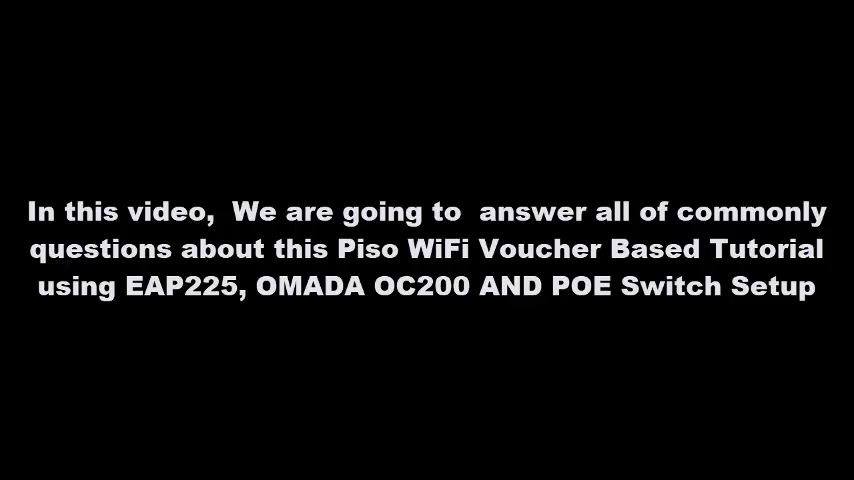 In this video,  We are going to  answer all of commonly
questions about this Piso WiFi Voucher Based Tutorial
using EAP225, OMADA OC200 AND POE Switch Setup